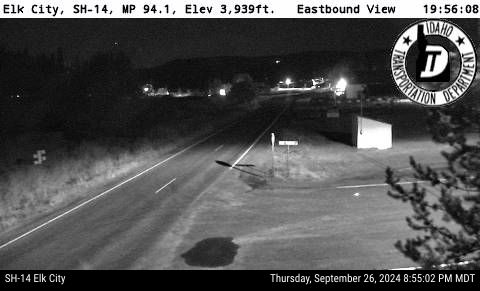 Elk City, SH-14, MP 94.1, Elev 3,939ft. Eastbound View 19:56:08
IDAHO
TRANSPORTATION DEPARTMENT
SH-14 Elk City Thursday, September 26, 2024 8:55:02 PM MDT